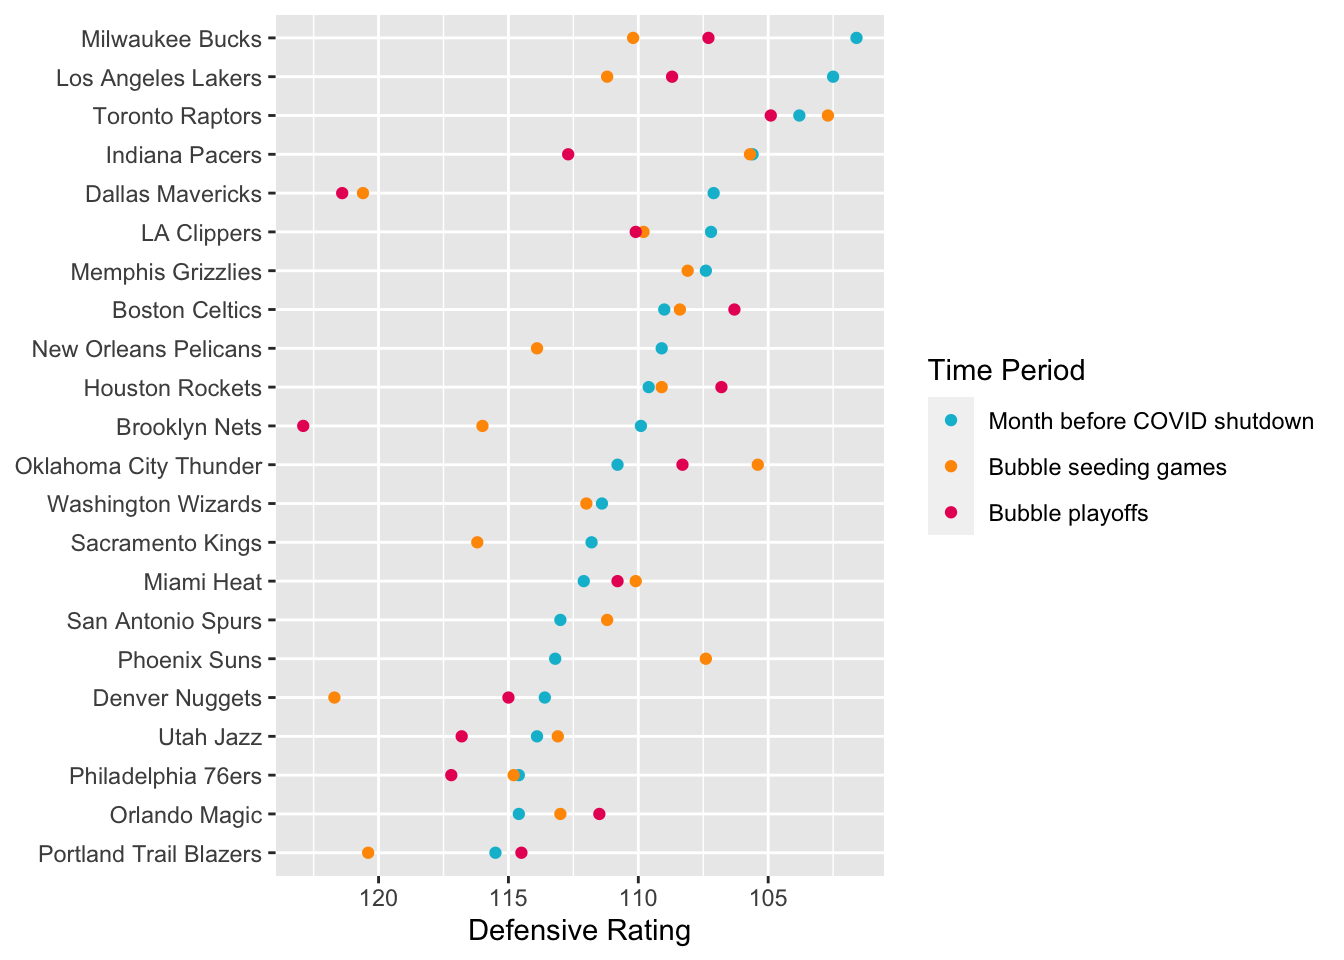 Milwaukee Bucks
Los Angeles Lakers
Toronto Raptors
Indiana Pacers
Dallas Mavericks
LA Clippers
Memphis Grizzlies
Boston Celtics
New Orleans Pelicans
Houston Rockets
Brooklyn Nets
Oklahoma City Thunder
Washington Wizards
Sacramento Kings
Miami Heat
San Antonio Spurs
Phoenix Suns
Denver Nuggets
Utah Jazz
Philadelphia 76ers
Orlando Magic
Portland Trail Blazers
120 115 110 105
Defensive Rating
Time Period
Month before COVID shutdown
Bubble seeding games
Bubble playoffs